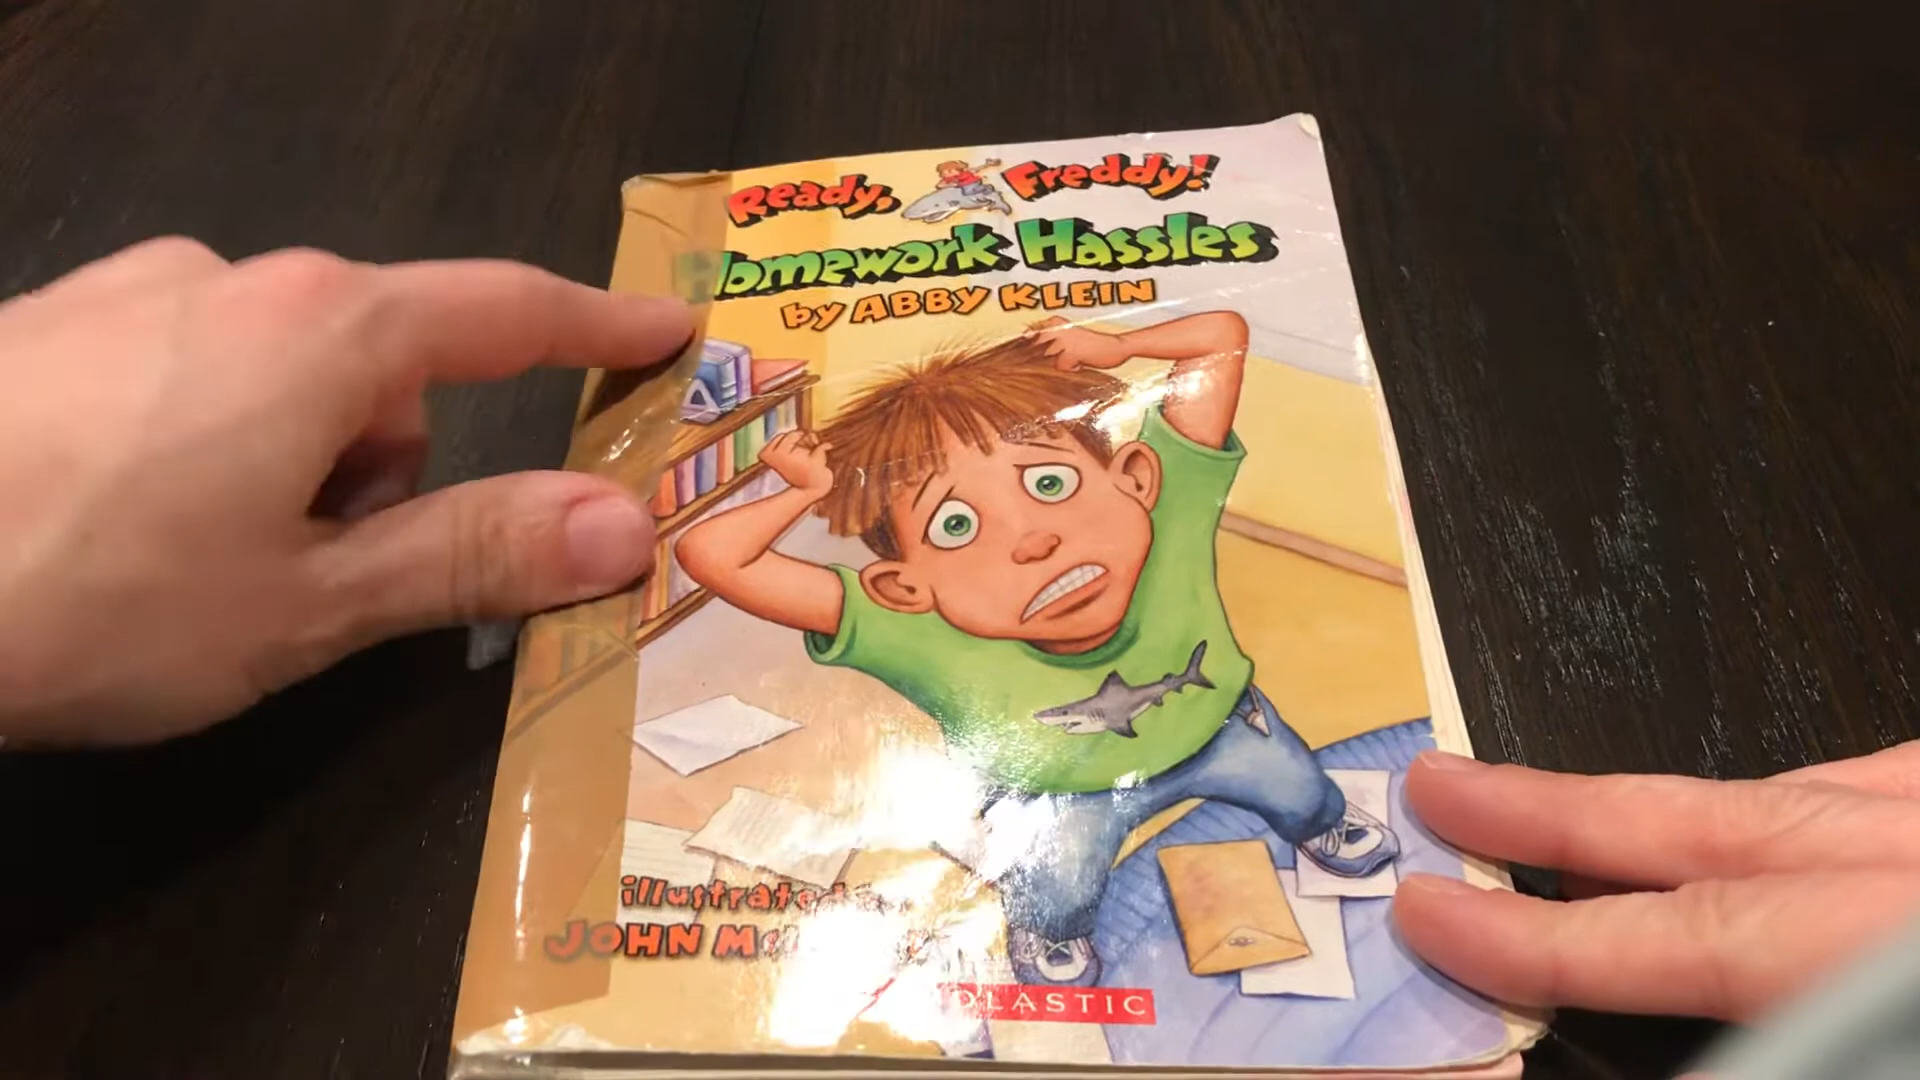 Ready, Freddy!
Homework Hassles
by ABBY KLEIN
illustrated
JOHN
SCHOLASTIC